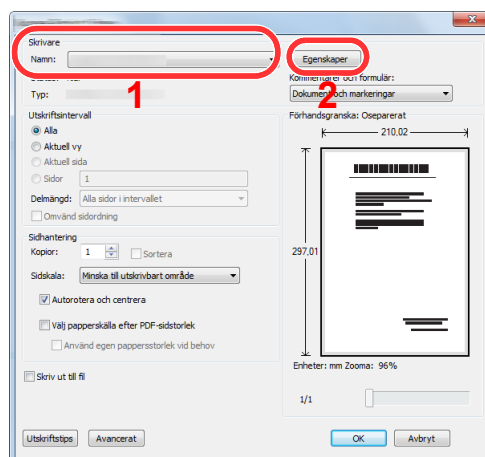 Skrivare
Namn:
Egenskaper
1
2
Kommentarer och formulär:
Typ:
Dokument och markeringar
Utskriftsintervall
Alla
Aktuell vy
Aktuell sida
Sidor 1
Delmängd: Alla sidor i intervallet
Omvänd sidordning
Sidhantering
Kopior: 1 Sortera
Sidskala: Minska till utskrivbart område
Autorotera och centrera
Välj papperskälla efter PDF-sidstorlek
Använd egen pappersstorlek vid behov
Skriv ut till fil
Förhandsgranska: Oseparerat
210,02
297,01
Enheter: mm Zooma: 96%
1/1
Utskriftstips Avancerat
OK Avbryt